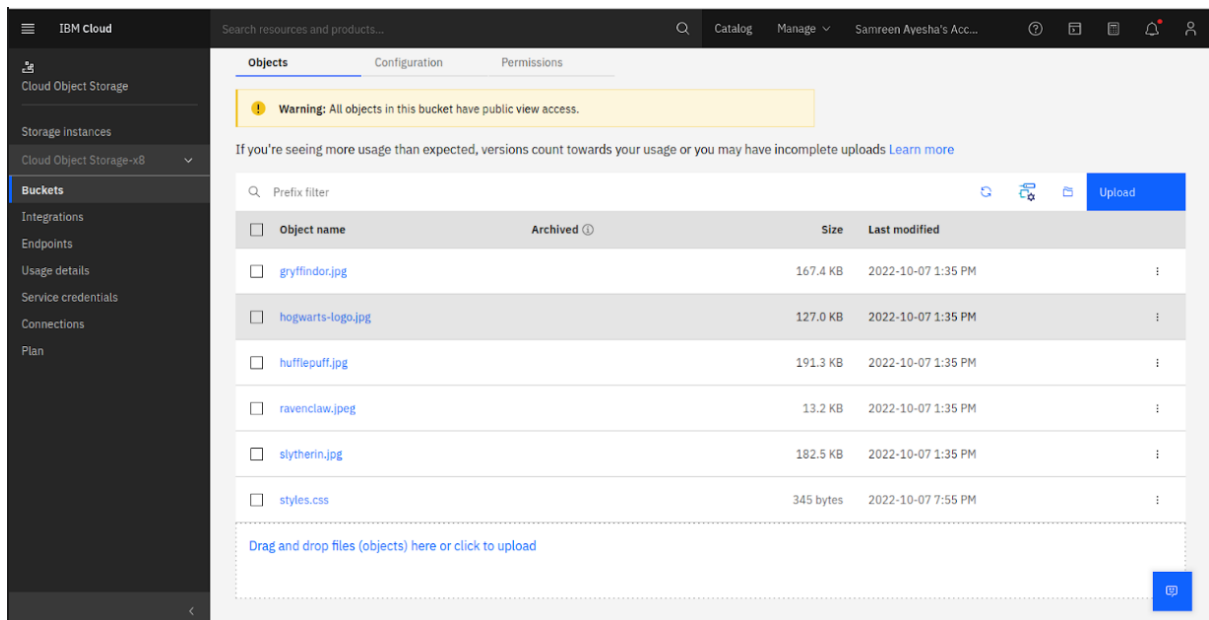 IBM Cloud
Search resources and products...
Catalog
Manage
Samreen Ayesha's Acc...
Cloud Object Storage
Storage instances
Cloud Object Storage-x8
Buckets
Integrations
Endpoints
Usage details
Service credentials
Connections
Plan
Objects Configuration Permissions
Warning: All objects in this bucket have public view access.
If you're seeing more usage than expected, versions count towards your usage or you may have incomplete uploads Learn more
Prefix filter
Upload
Object name Archived Size Last modified
gryffindor.jpg 167.4 KB 2022-10-07 1:35 PM
hogwarts-logo.jpg 127.0 KB 2022-10-07 1:35 PM
hufflepuff.jpg 191.3 KB 2022-10-07 1:35 PM
ravenclaw.jpeg 13.2 KB 2022-10-07 1:35 PM
slytherin.jpg 182.5 KB 2022-10-07 1:35 PM
styles.css 345 bytes 2022-10-07 7:55 PM
Drag and drop files (objects) here or click to upload